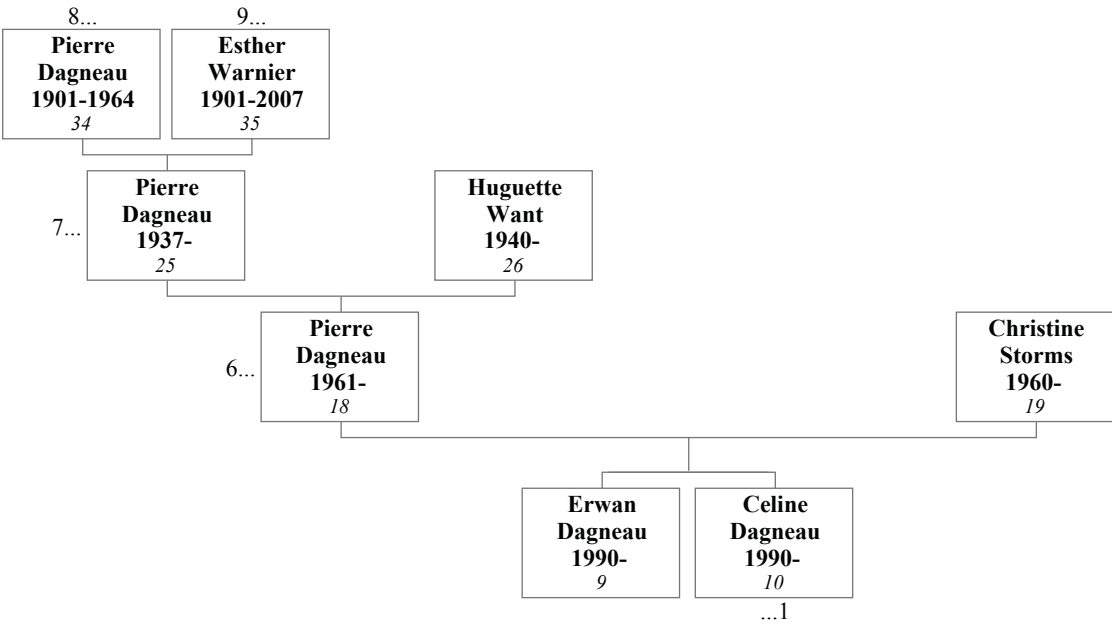 8...
9...
Pierre
Dagneau
1901-1964
34
Esther
Warnier
1901-2007
35
7...
Pierre
Dagneau
1937-
25
Huguette
Want
1940-
26
6...
Pierre
Dagneau
1961-
18
Christine
Storms
1960-
19
Erwan
Dagneau
1990-
9
Celine
Dagneau
1990-
10
...1